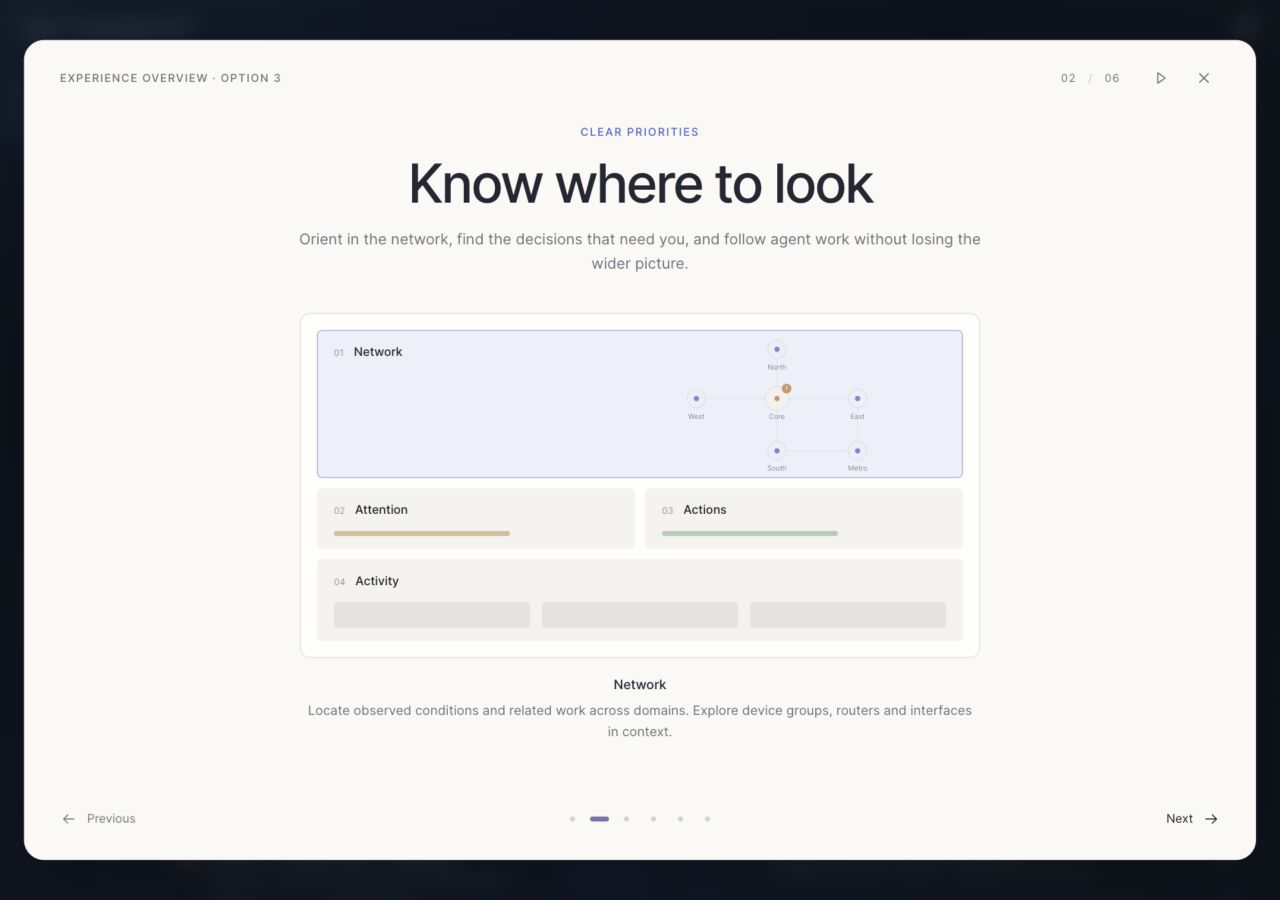 EXPERIENCE OVERVIEW · OPTION 3
02 / 06
CLEAR PRIORITIES
Know where to look
Orient in the network, find the decisions that need you, and follow agent work without losing the
wider picture.
01 Network
North
West
Core
!
East
South
Metro
02 Attention
03 Actions
04 Activity
Network
Locate observed conditions and related work across domains. Explore device groups, routers and interfaces
in context.
← Previous
Next →